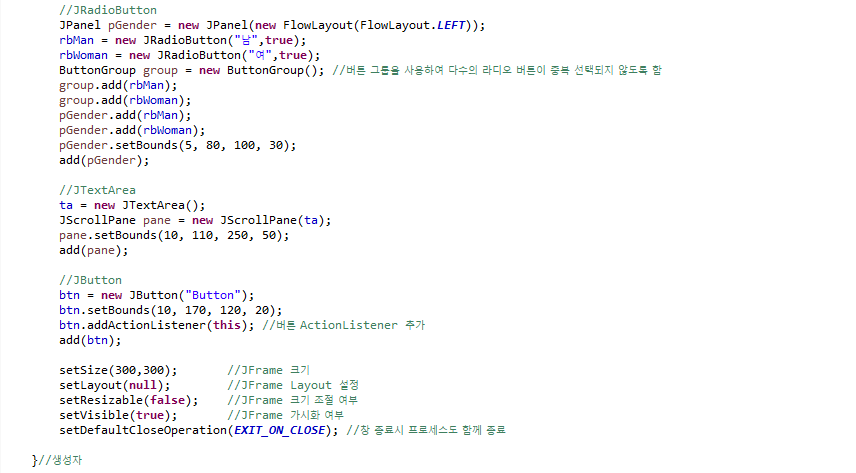 //JRadioButton
JPanel pGender = new JPanel(new FlowLayout(FlowLayout.LEFT));
rbMan = new JRadioButton("남",true);
rbWoman = new JRadioButton("여",true);
ButtonGroup group = new ButtonGroup(); //버튼 그룹을 사용하여 다수의 라디오 버튼이 중복 선택되지 않도록 함
group.add(rbMan);
group.add(rbWoman);
pGender.add(rbMan);
pGender.add(rbWoman);
pGender.setBounds(5, 80, 100, 30);
add(pGender);
//JTextArea
ta = new JTextArea();
JScrollPane pane = new JScrollPane(ta);
pane.setBounds(10, 110, 250, 50);
add(pane);
//JButton
btn = new JButton("Button");
btn.setBounds(10, 170, 120, 20);
btn.addActionListener(this); //버튼 ActionListener 추가
add(btn);
setSize(300,300); //JFrame 크기
setLayout(null); //JFrame Layout 설정
setResizable(false); //JFrame 크기 조절 여부
setVisible(true); //JFrame 가시화 여부
setDefaultCloseOperation(EXIT_ON_CLOSE); //창 종료시 프로세스도 함께 종료
}//생성자